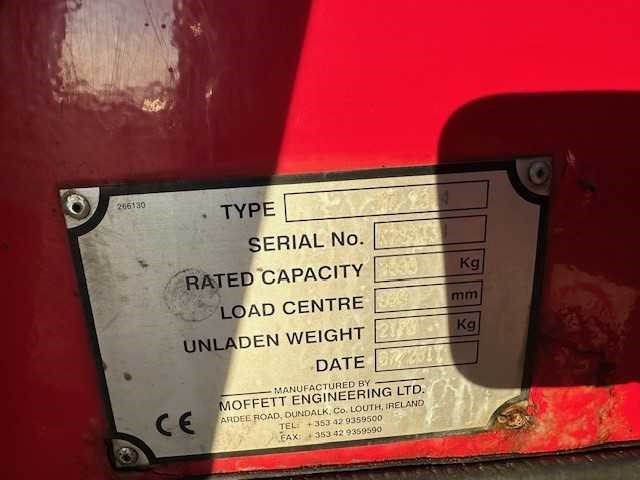 266130
TYPE
SERIAL No.
RATED CAPACITY Kg
LOAD CENTRE mm
UNLADEN WEIGHT Kg
DATE
MANUFACTURED BY
MOFFETT ENGINEERING LTD.
ARDEE ROAD, DUNDALK, Co. LOUTH, IRELAND
TEL: +353 42 9359500
FAX: +353 42 9359590
CE